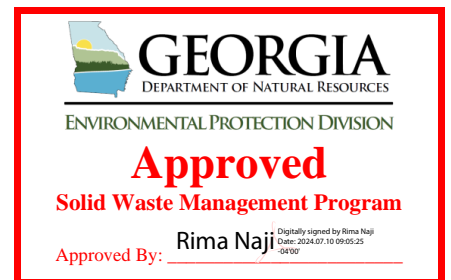 GEORGIA
DEPARTMENT OF NATURAL RESOURCES
ENVIRONMENTAL PROTECTION DIVISION
Approved
Solid Waste Management Program
Approved By: Rima Naji
Digitally signed by Rima Naji
Date: 2024.07.10 09:05:25
-04'00'